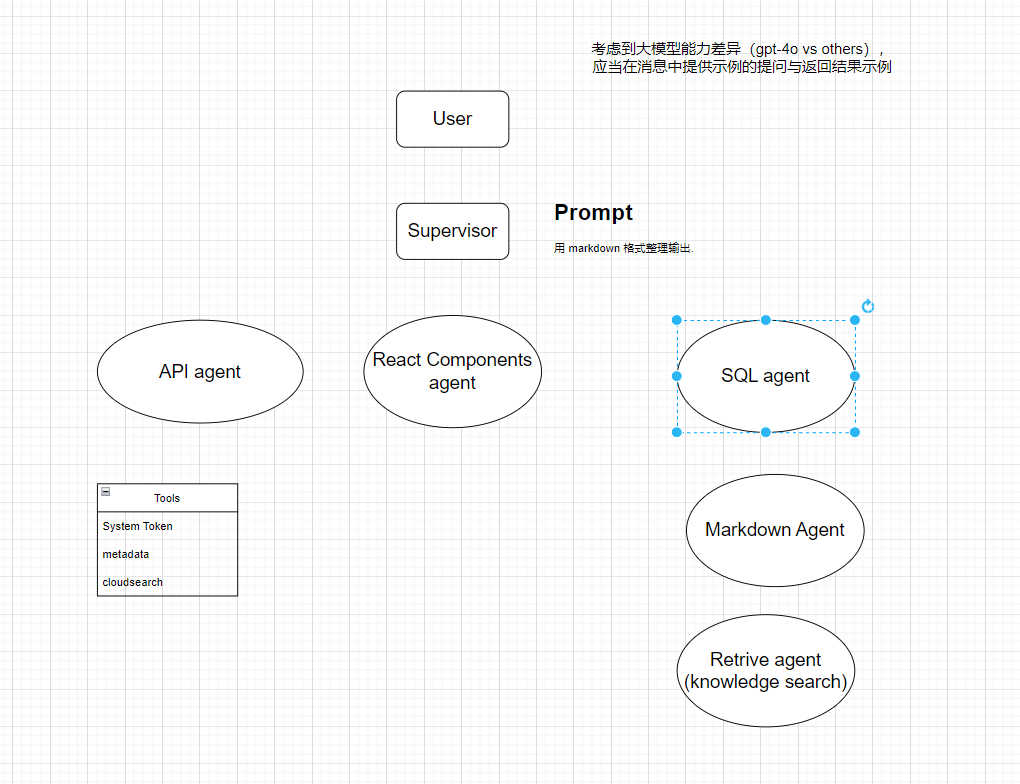 考虑到大模型能力差异（gpt-4o vs others），
应当在消息中提供示例的提问与返回结果示例
User
Supervisor
Prompt
用 markdown 格式整理输出.
API agent
React Components
agent
SQL agent
Tools
System Token
metadata
cloudsearch
Markdown Agent
Retrive agent
(knowledge search)